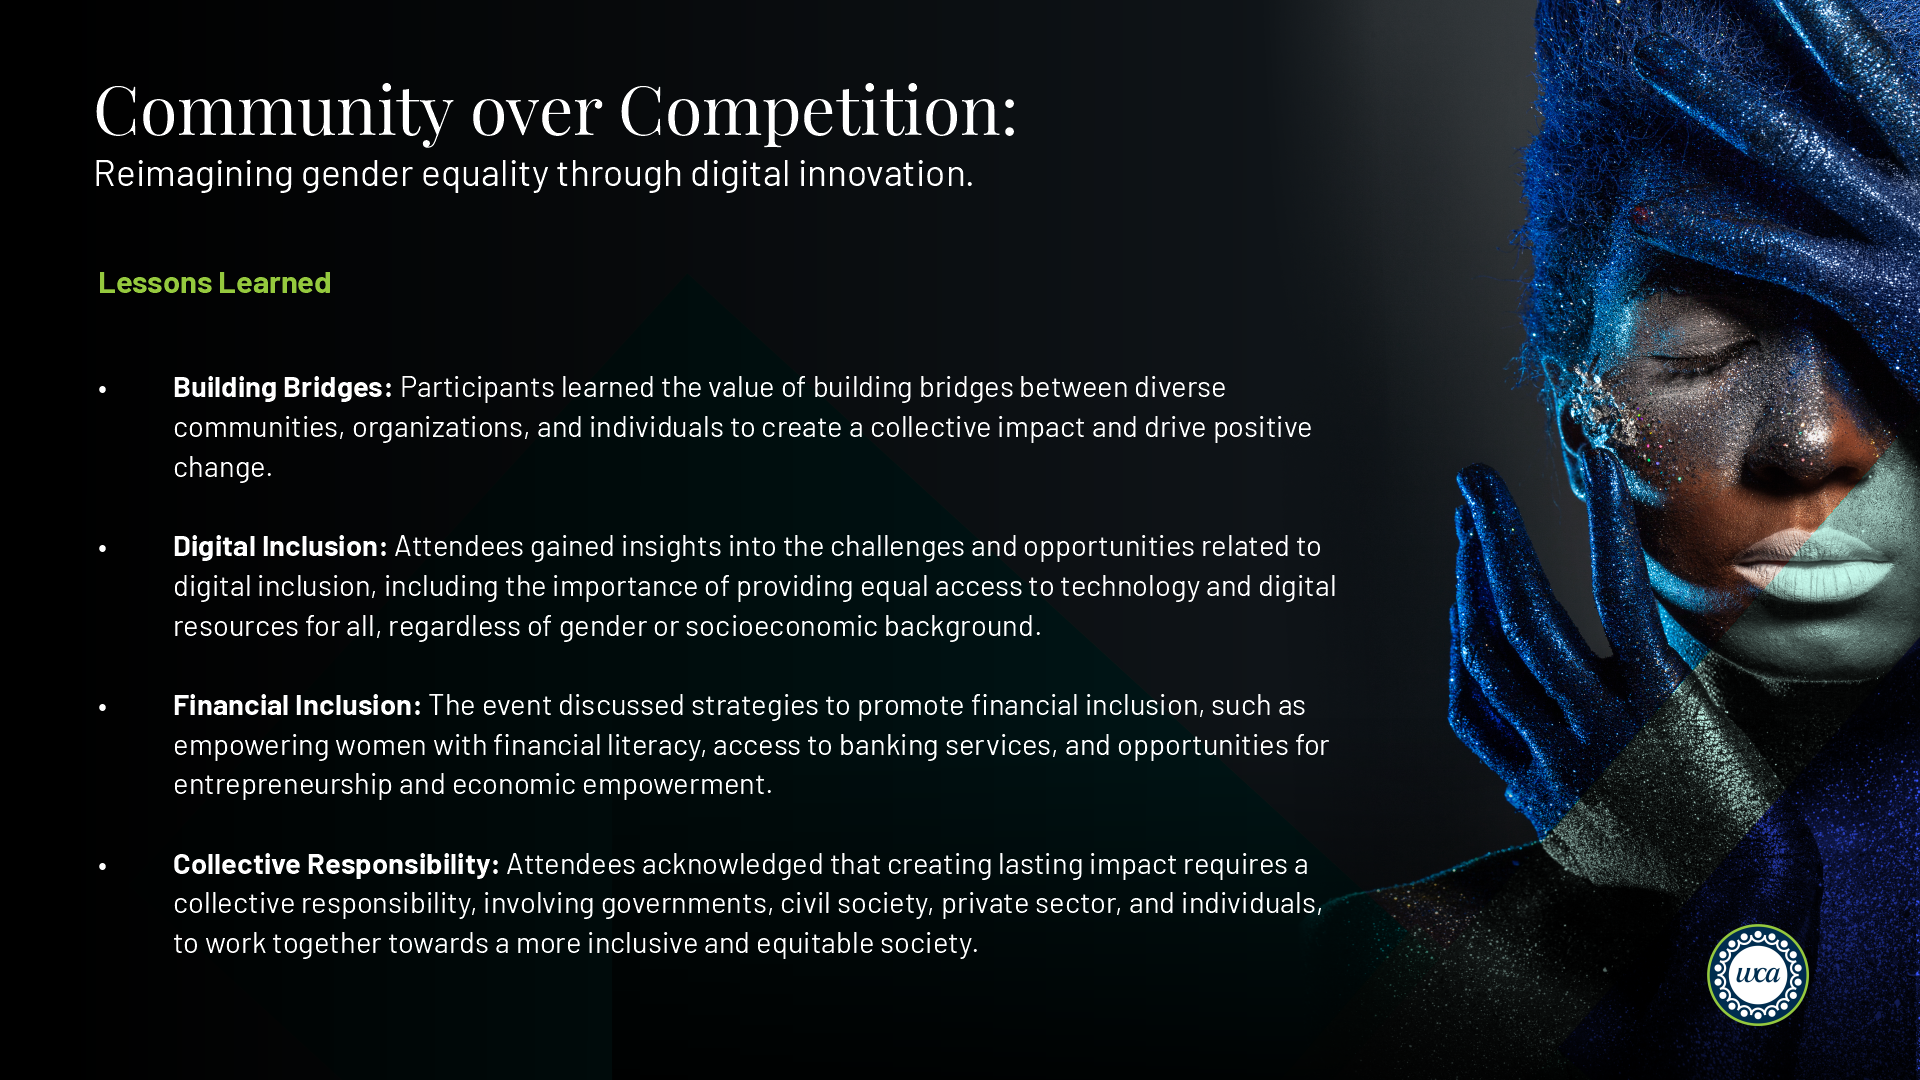 Community over Competition:
Reimagining gender equality through digital innovation.
Lessons Learned
• Building Bridges: Participants learned the value of building bridges between diverse
communities, organizations, and individuals to create a collective impact and drive positive
change.
• Digital Inclusion: Attendees gained insights into the challenges and opportunities related to
digital inclusion, including the importance of providing equal access to technology and digital
resources for all, regardless of gender or socioeconomic background.
• Financial Inclusion: The event discussed strategies to promote financial inclusion, such as
empowering women with financial literacy, access to banking services, and opportunities for
entrepreneurship and economic empowerment.
• Collective Responsibility: Attendees acknowledged that creating lasting impact requires a
collective responsibility, involving governments, civil society, private sector, and individuals,
to work together towards a more inclusive and equitable society.
wca